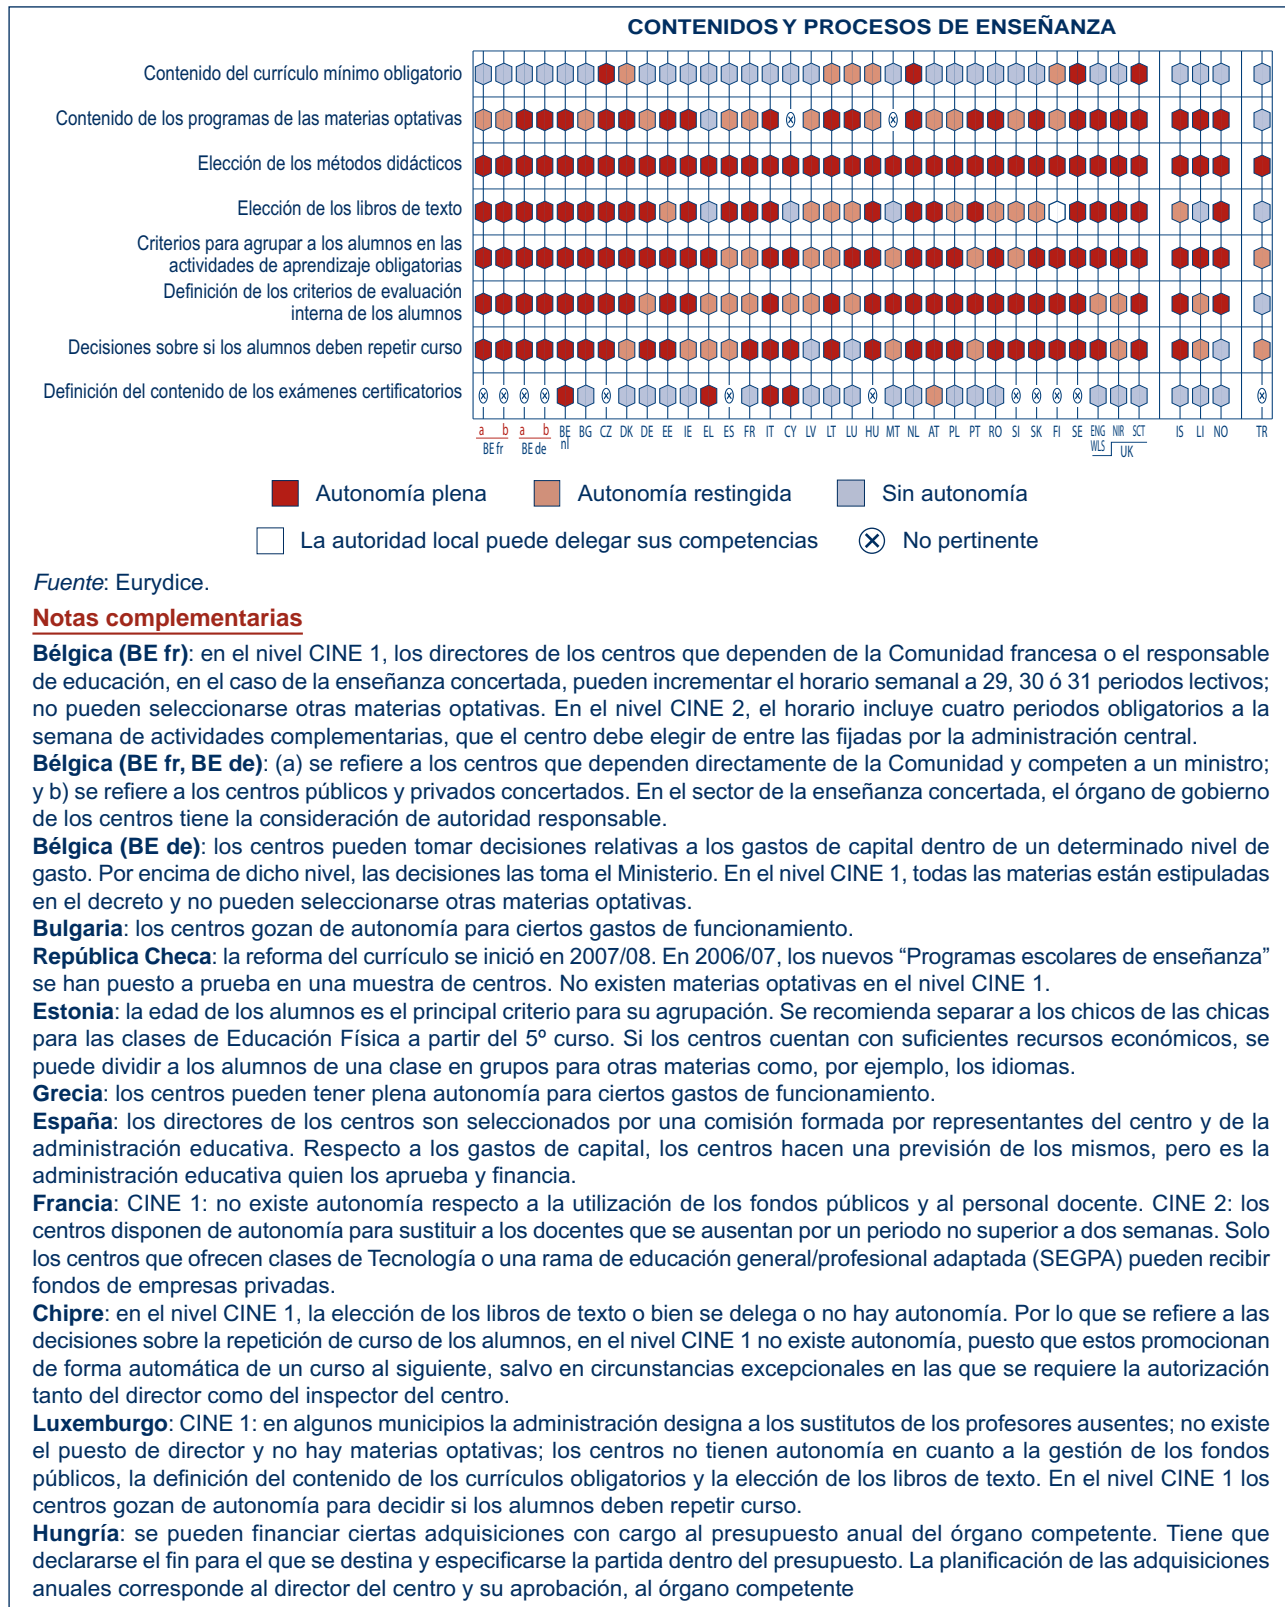 CONTENIDOS Y PROCESOS DE ENSEÑANZA
Contenido del currículo mínimo obligatorio
Contenido de los programas de las materias optativas
Elección de los métodos didácticos
Elección de los libros de texto
Criterios para agrupar a los alumnos en las
actividades de aprendizaje obligatorias
Definición de los criterios de evaluación
interna de los alumnos
Decisiones sobre si los alumnos deben repetir curso
Definición del contenido de los exámenes certificatorios
a b a b BE BG CZ DK DE EE IE EL ES FR IT CY LV LT LU HU MT NL AT PL PT RO SI SK FI SE ENG NIR SCT IS LI NO TR
BE fr BE de nl WLS UK
Autonomía plena Autonomía restingida Sin autonomía
La autoridad local puede delegar sus competencias No pertinente
Fuente: Eurydice.
Notas complementarias
Bélgica (BE fr): en el nivel CINE 1, los directores de los centros que dependen de la Comunidad francesa o el responsable
de educación, en el caso de la enseñanza concertada, pueden incrementar el horario semanal a 29, 30 ó 31 periodos lectivos;
no pueden seleccionarse otras materias optativas. En el nivel CINE 2, el horario incluye cuatro periodos obligatorios a la
semana de actividades complementarias, que el centro debe elegir de entre las fijadas por la administración central.
Bélgica (BE fr, BE de): (a) se refiere a los centros que dependen directamente de la Comunidad y competen a un ministro;
y b) se refiere a los centros públicos y privados concertados. En el sector de la enseñanza concertada, el órgano de gobierno
de los centros tiene la consideración de autoridad responsable.
Bélgica (BE de): los centros pueden tomar decisiones relativas a los gastos de capital dentro de un determinado nivel de
gasto. Por encima de dicho nivel, las decisiones las toma el Ministerio. En el nivel CINE 1, todas las materias están estipuladas
en el decreto y no pueden seleccionarse otras materias optativas.
Bulgaria: los centros gozan de autonomía para ciertos gastos de funcionamiento.
República Checa: la reforma del currículo se inició en 2007/08. En 2006/07, los nuevos “Programas escolares de enseñanza”
se han puesto a prueba en una muestra de centros. No existen materias optativas en el nivel CINE 1.
Estonia: la edad de los alumnos es el principal criterio para su agrupación. Se recomienda separar a los chicos de las chicas
para las clases de Educación Física a partir del 5º curso. Si los centros cuentan con suficientes recursos económicos, se
puede dividir a los alumnos de una clase en grupos para otras materias como, por ejemplo, los idiomas.
Grecia: los centros pueden tener plena autonomía para ciertos gastos de funcionamiento.
España: los directores de los centros son seleccionados por una comisión formada por representantes del centro y de la
administración educativa. Respecto a los gastos de capital, los centros hacen una previsión de los mismos, pero es la
administración educativa quien los aprueba y financia.
Francia: CINE 1: no existe autonomía respecto a la utilización de los fondos públicos y al personal docente. CINE 2: los
centros disponen de autonomía para sustituir a los docentes que se ausentan por un periodo no superior a dos semanas. Solo
los centros que ofrecen clases de Tecnología o una rama de educación general/profesional adaptada (SEGPA) pueden recibir
fondos de empresas privadas.
Chipre: en el nivel CINE 1, la elección de los libros de texto o bien se delega o no hay autonomía. Por lo que se refiere a las
decisiones sobre la repetición de curso de los alumnos, en el nivel CINE 1 no existe autonomía, puesto que estos promocionan
de forma automática de un curso al siguiente, salvo en circunstancias excepcionales en las que se requiere la autorización
tanto del director como del inspector del centro.
Luxemburgo: CINE 1: en algunos municipios la administración designa a los sustitutos de los profesores ausentes; no existe
el puesto de director y no hay materias optativas; los centros no tienen autonomía en cuanto a la gestión de los fondos
públicos, la definición del contenido de los currículos obligatorios y la elección de los libros de texto. En el nivel CINE 1 los
centros gozan de autonomía para decidir si los alumnos deben repetir curso.
Hungría: se pueden financiar ciertas adquisiciones con cargo al presupuesto anual del órgano competente. Tiene que
declararse el fin para el que se destina y especificarse la partida dentro del presupuesto. La planificación de las adquisiciones
anuales corresponde al director del centro y su aprobación, al órgano competente